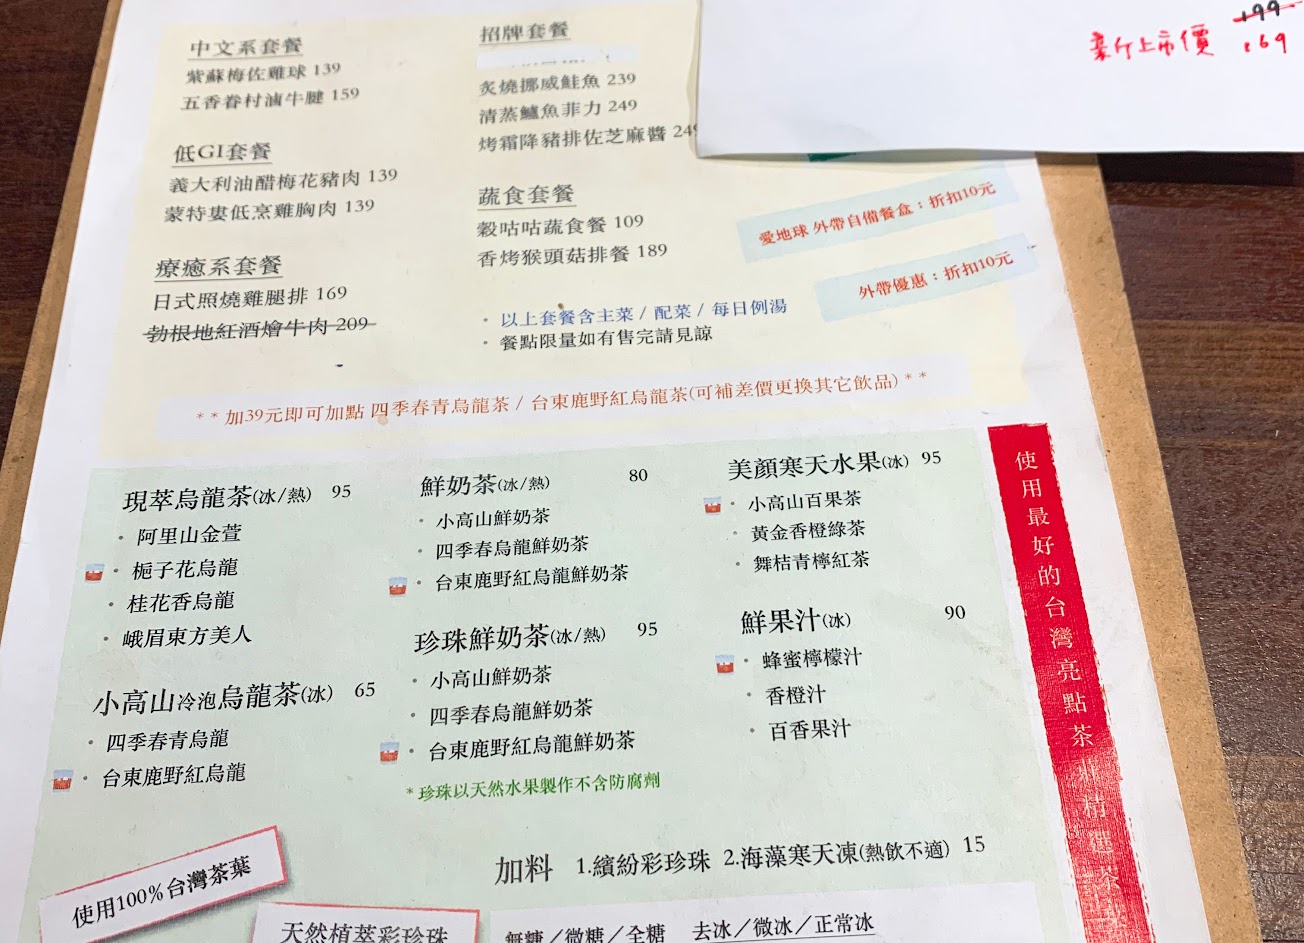 中文系套餐
紫蘇梅佐雞球 139
五香眷村滷牛腱 159
低GI套餐
義大利油醋梅花豬肉 139
蒙特婁低烹雞胸肉 139
療癒系套餐
日式照燒雞腿排 169
勃根地紅酒燴牛肉 209
招牌套餐
炙燒挪威鮭魚 239
清蒸鱸魚菲力 249
烤霜降豬排佐芝麻醬 249
蔬食套餐
穀咕咕蔬食餐 109
香烤猴頭菇排餐 189
· 以上套餐含主菜 / 配菜 / 每日例湯
· 餐點限量如有售完請見諒
199
新上市價 169
愛地球 外帶自備餐盒：折扣10元
外帶優惠：折扣10元
* * 加39元即可加點 四季春青烏龍茶 / 台東鹿野紅烏龍茶(可補差價更換其它飲品) * *
現萃烏龍茶(冰/熱) 95
· 阿里山金萱
· 梔子花烏龍
· 桂花香烏龍
· 峨眉東方美人
小高山冷泡烏龍茶(冰) 65
· 四季春青烏龍
· 台東鹿野紅烏龍
鮮奶茶(冰/熱) 80
· 小高山鮮奶茶
· 四季春烏龍鮮奶茶
· 台東鹿野紅烏龍鮮奶茶
珍珠鮮奶茶(冰/熱) 95
· 小高山鮮奶茶
· 四季春烏龍鮮奶茶
· 台東鹿野紅烏龍鮮奶茶
* 珍珠以天然水果製作不含防腐劑
美顏寒天水果(冰) 95
· 小高山百果茶
· 黃金香橙綠茶
· 舞桔青檸紅茶
鮮果汁(冰) 90
· 蜂蜜檸檬汁
· 香橙汁
· 百香果汁
加料 1.繽紛彩珍珠 2.海藻寒天凍(熱飲不適) 15
使用100%台灣茶葉
天然植萃彩珍珠
無糖／微糖／全糖 去冰／微冰／正常冰
使用最好的台灣亮點茶 精選茶